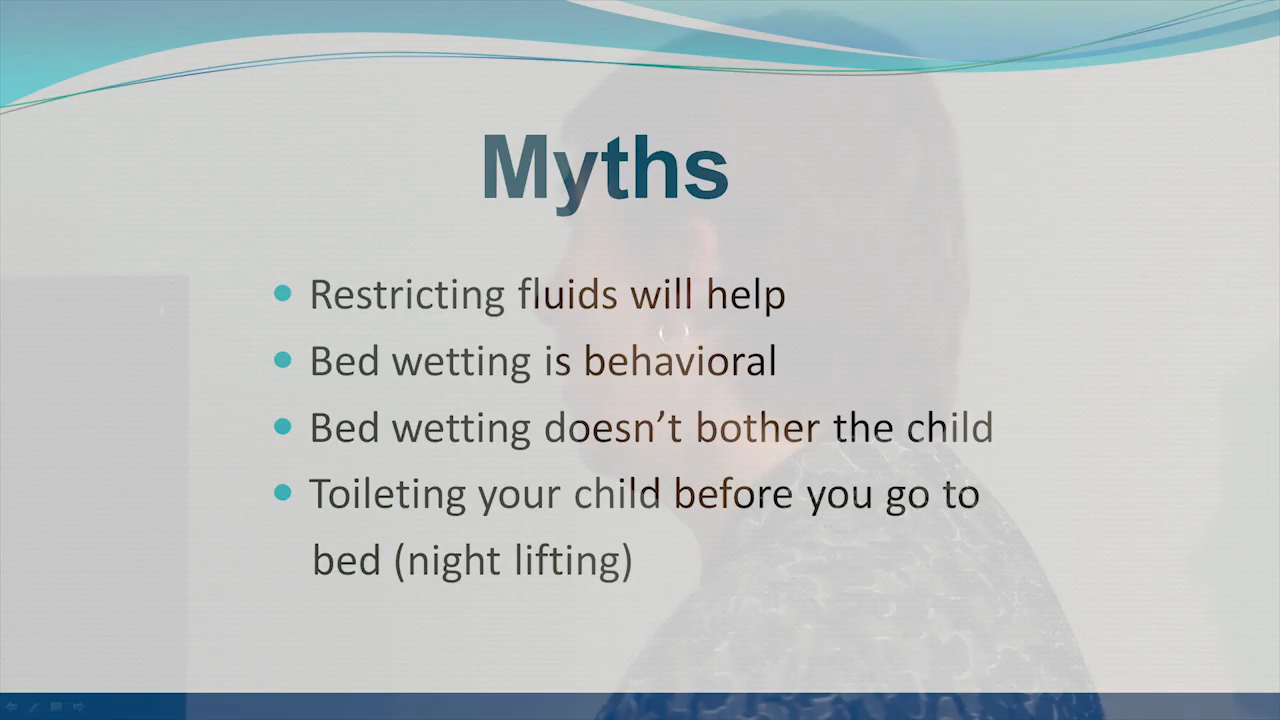 Myths
• Restricting fluids will help
• Bed wetting is behavioral
• Bed wetting doesn’t bother the child
• Toileting your child before you go to
bed (night lifting)